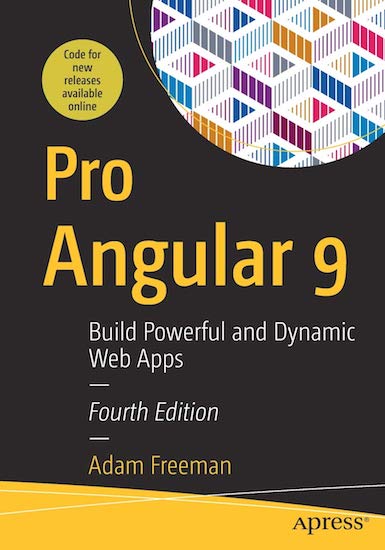 Code for
new
releases
available
online
Pro
Angular 9
Build Powerful and Dynamic
Web Apps
—
Fourth Edition
—
Adam Freeman
Apress®